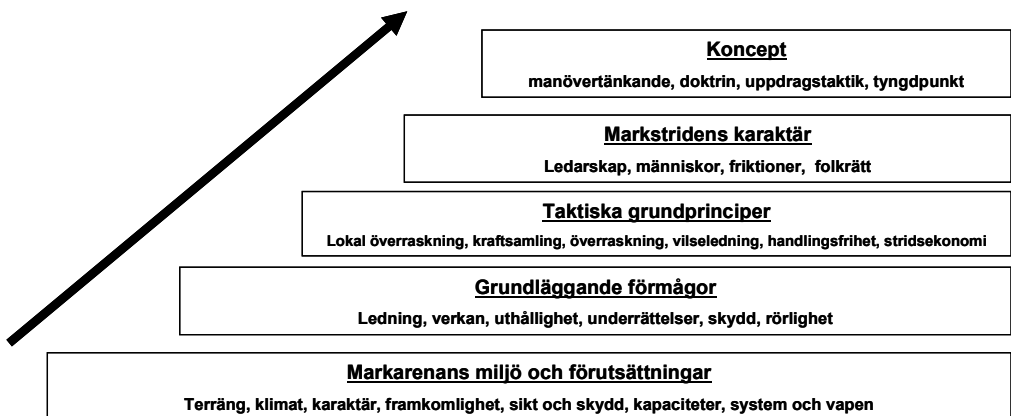 Koncept
manövertänkande, doktrin, uppdragstaktik, tyngdpunkt
Markstridens karaktär
Ledarskap, människor, friktioner, folkrätt
Taktiska grundprinciper
Lokal överraskning, kraftsamling, överraskning, vilseledning, handlingsfrihet, stridsekonomi
Grundläggande förmågor
Ledning, verkan, uthållighet, underrättelser, skydd, rörlighet
Markarenans miljö och förutsättningar
Terräng, klimat, karaktär, framkomlighet, sikt och skydd, kapaciteter, system och vapen